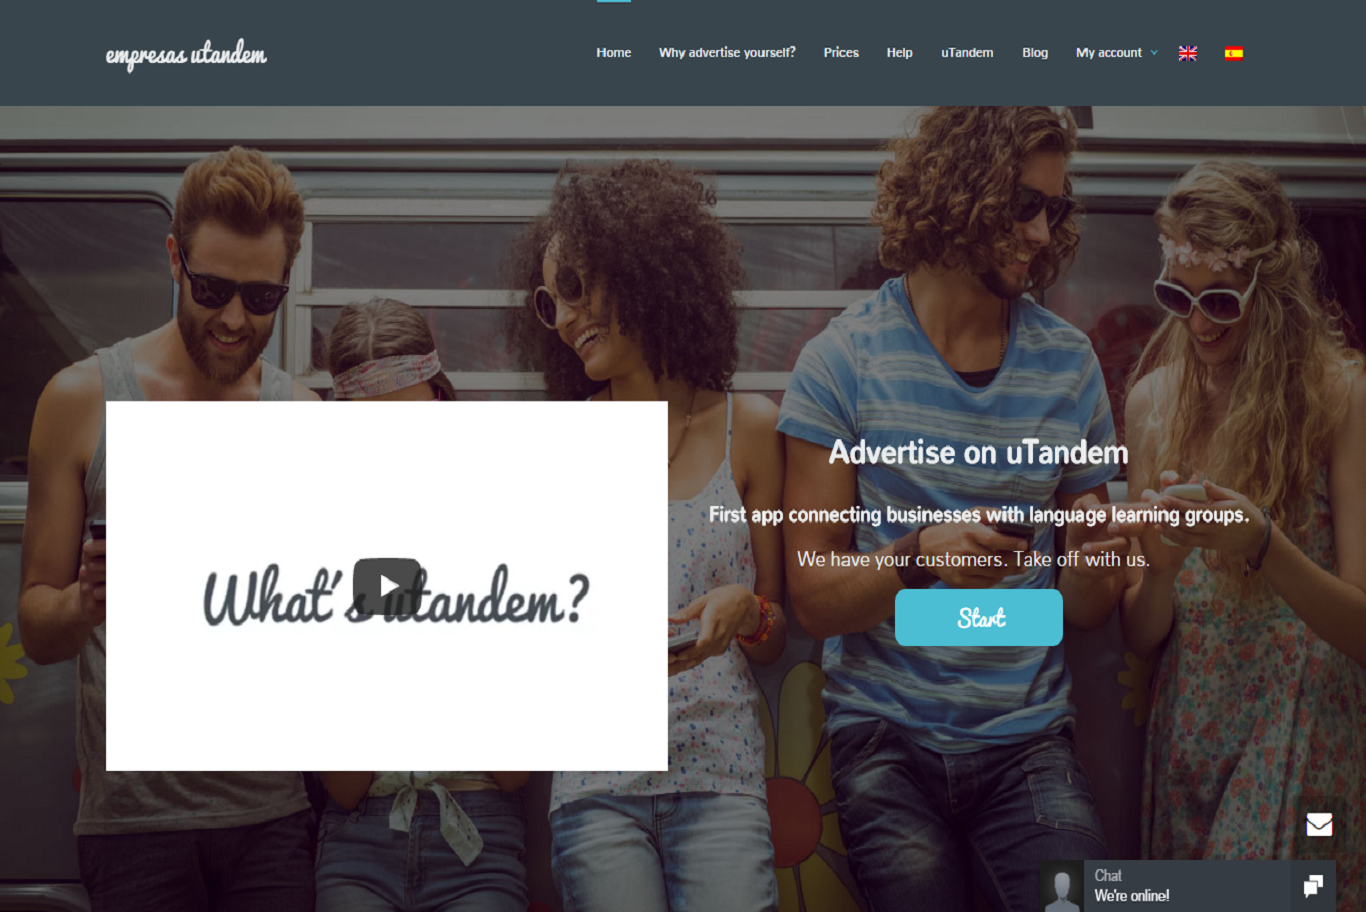 empresas utandem
Home Why advertise yourself? Prices Help uTandem Blog My account
What's utandem?
Advertise on uTandem
First app connecting businesses with language learning groups.
We have your customers. Take off with us.
Start
Chat
We're online!